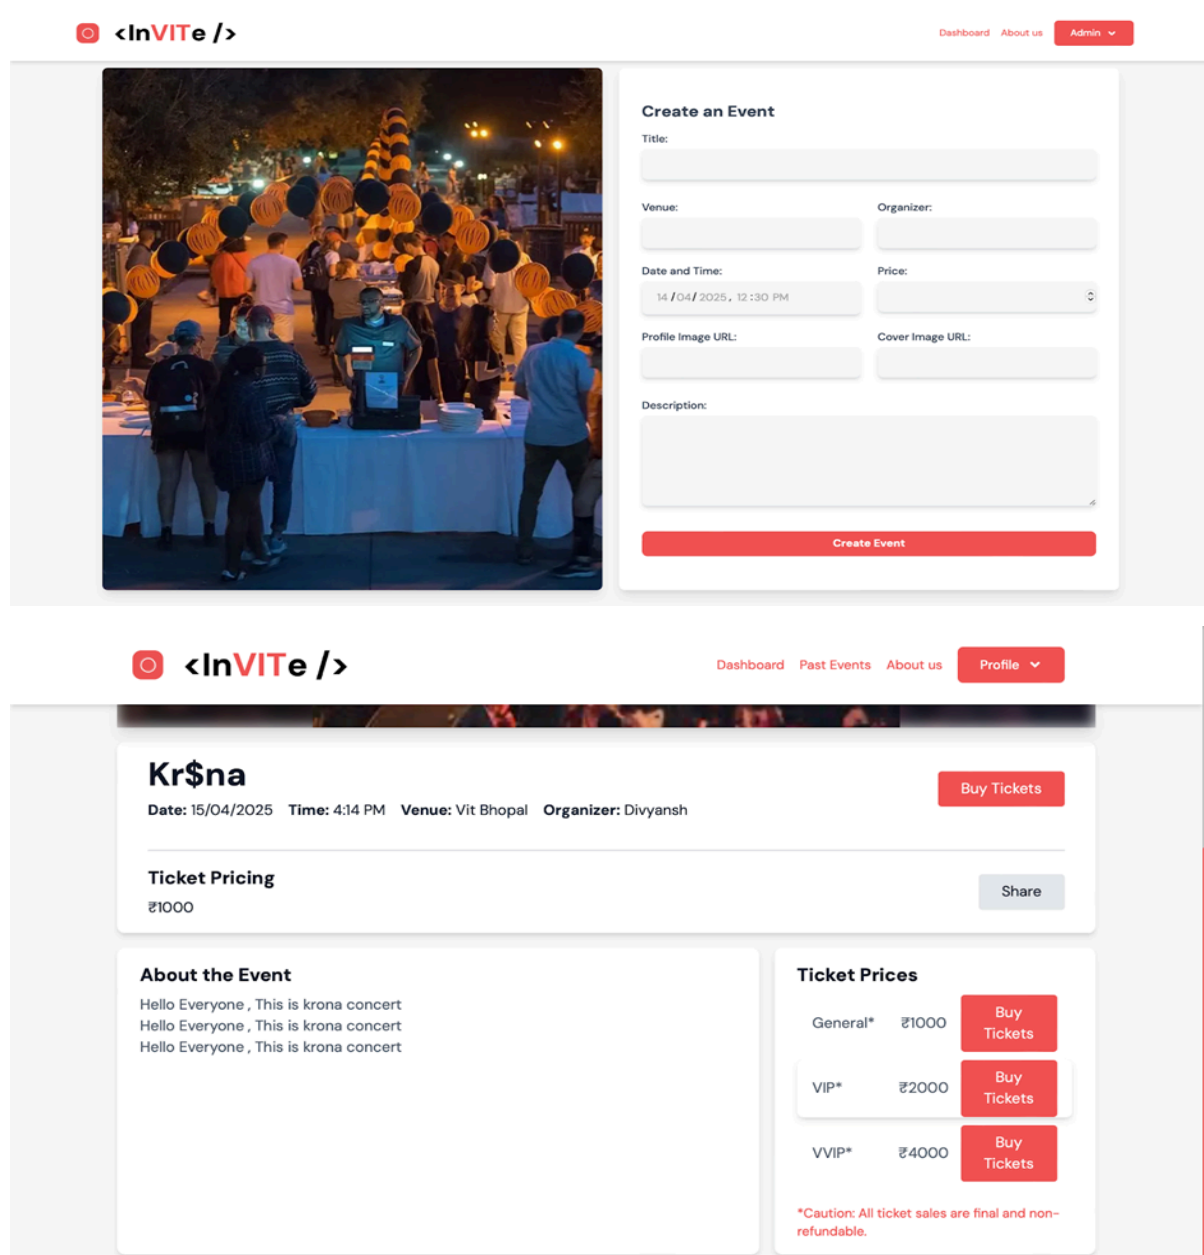 <InVITe />
Dashboard About us Admin
Create an Event
Title:
Venue: Organizer:
Date and Time: Price:
14/04/2025, 12:30 PM
Profile Image URL: Cover Image URL:
Description:
Create Event
<InVITe />
Dashboard Past Events About us Profile
Kr$na
Buy Tickets
Date: 15/04/2025 Time: 4:14 PM Venue: Vit Bhopal Organizer: Divyansh
Ticket Pricing
₹1000
Share
About the Event
Hello Everyone , This is krona concert
Hello Everyone , This is krona concert
Hello Everyone , This is krona concert
Ticket Prices
General* ₹1000 Buy
Tickets
VIP* ₹2000 Buy
Tickets
VVIP* ₹4000 Buy
Tickets
*Caution: All ticket sales are final and non-
refundable.